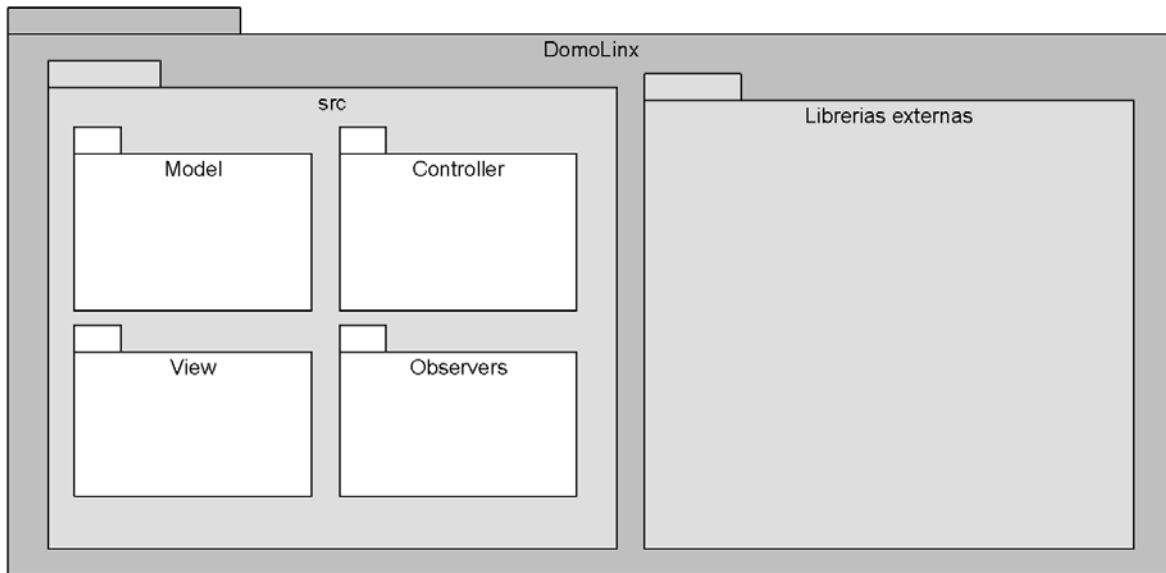 DomoLinx
src
Librerias externas
Model
Controller
View
Observers